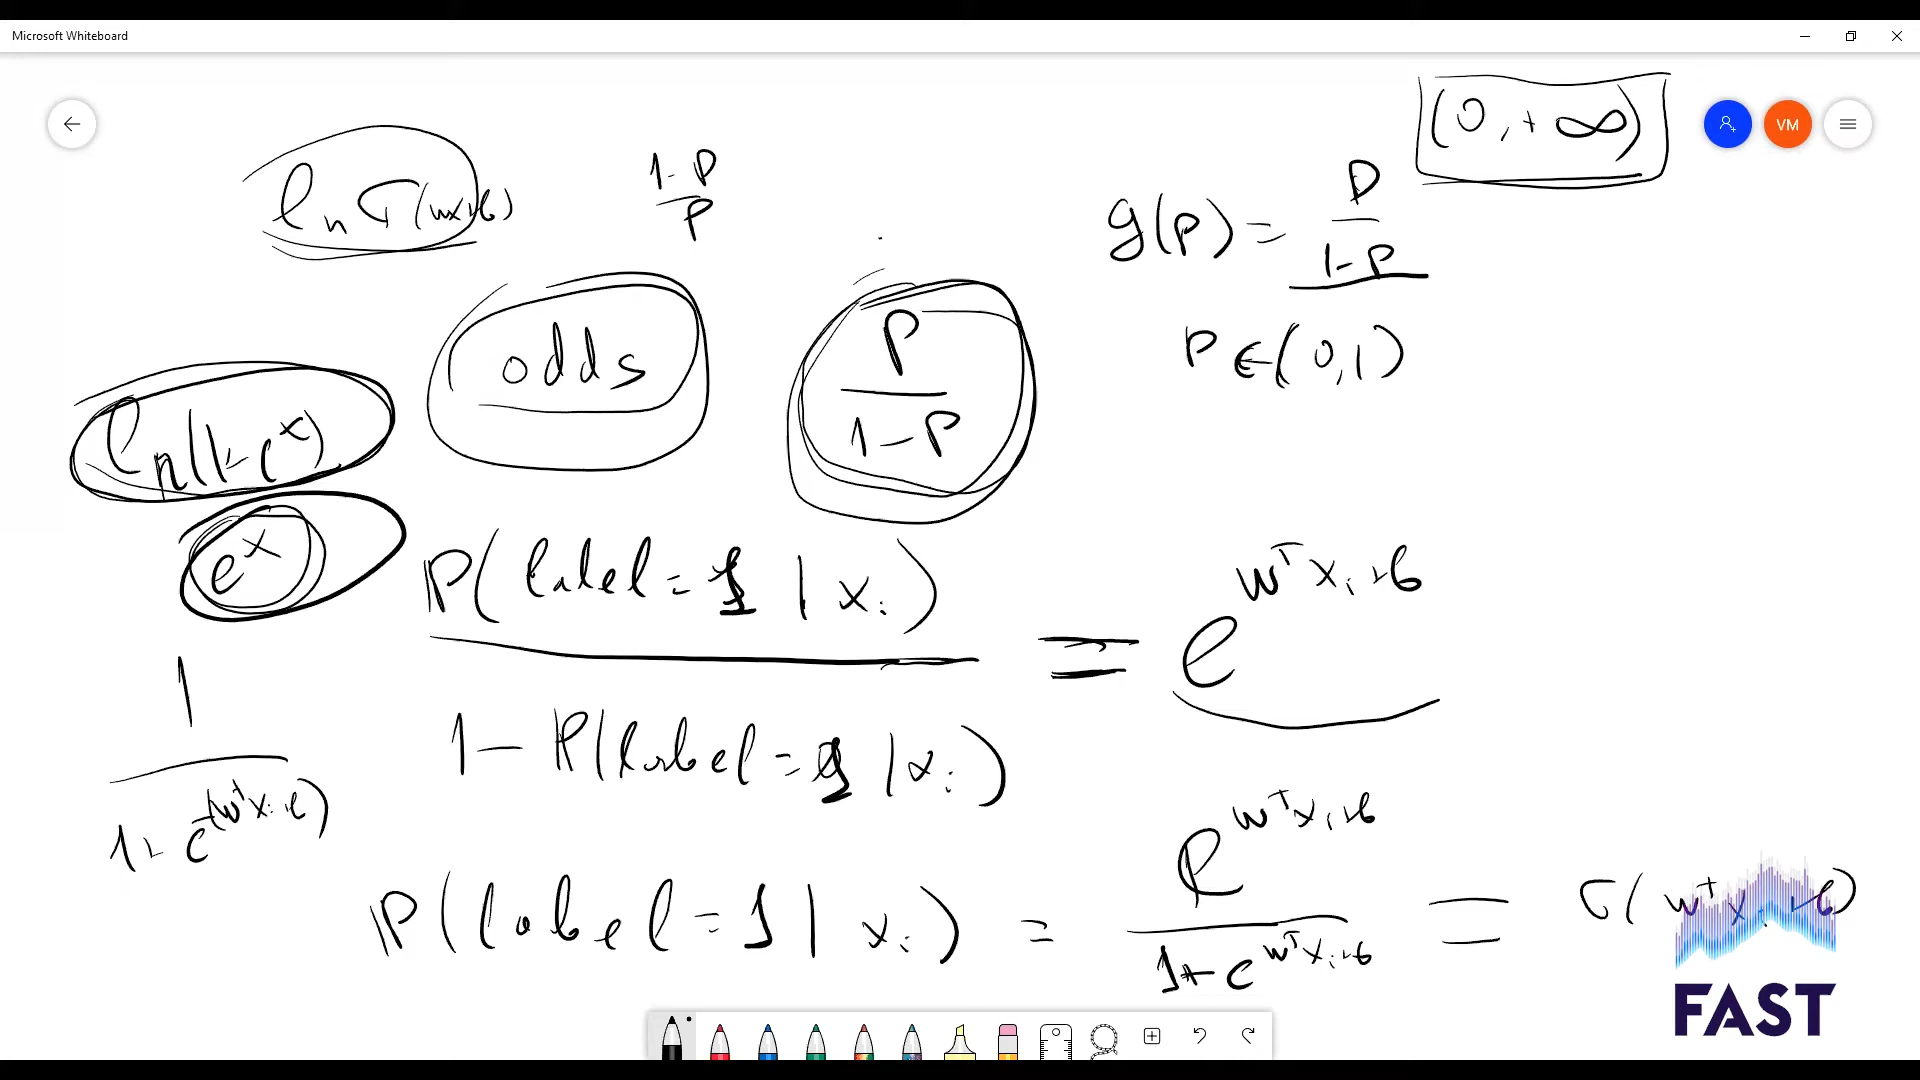 Microsoft Whiteboard
(0, +∞)
VM
ln σ(wx+b)
1-P
P
g(p) = P
1-P
P ∈ (0,1)
odds
P
1-P
ln(1+e^x)
e^x
P(label=1 | x_i)
1 - P(label=1 | x_i)
= e^{w^T x_i + b}
1
1+e^{-(w^T x_i + b)}
P(label=1 | x_i) = e^{w^T x_i + b}
1+e^{w^T x_i + b}
= σ(w^T x_i + b)
FAST